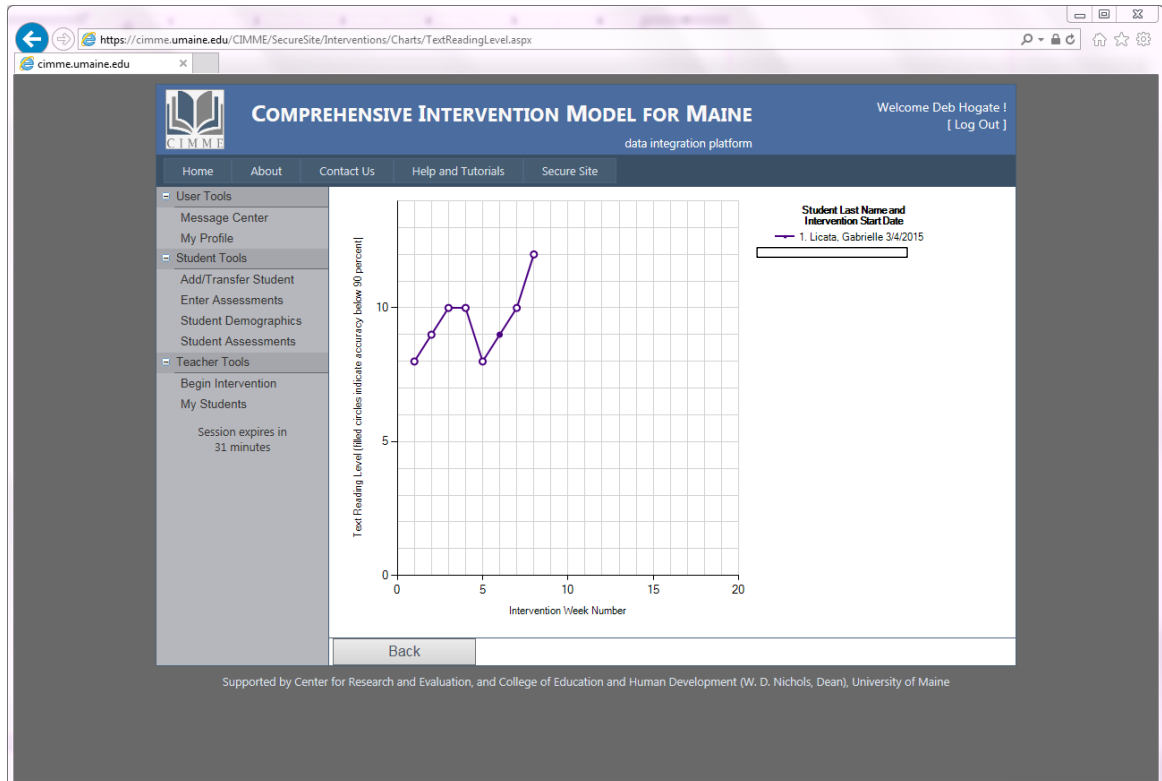 https://cimme.umaine.edu/CIMME/SecureSite/Interventions/Charts/TextReadingLevel.aspx
cimme.umaine.edu
CIMME
COMPREHENSIVE INTERVENTION MODEL FOR MAINE
data integration platform
Welcome Deb Hogate !
[ Log Out ]
Home About Contact Us Help and Tutorials Secure Site
User Tools
Message Center
My Profile
Student Tools
Add/Transfer Student
Enter Assessments
Student Demographics
Student Assessments
Teacher Tools
Begin Intervention
My Students
Session expires in
31 minutes
Text Reading Level (filled circles indicate accuracy below 90 percent)
10
5
0
0 5 10 15 20
Intervention Week Number
Student Last Name and
Intervention Start Date
1. Licata, Gabrielle 3/4/2015
Back
Supported by Center for Research and Evaluation, and College of Education and Human Development (W. D. Nichols, Dean), University of Maine